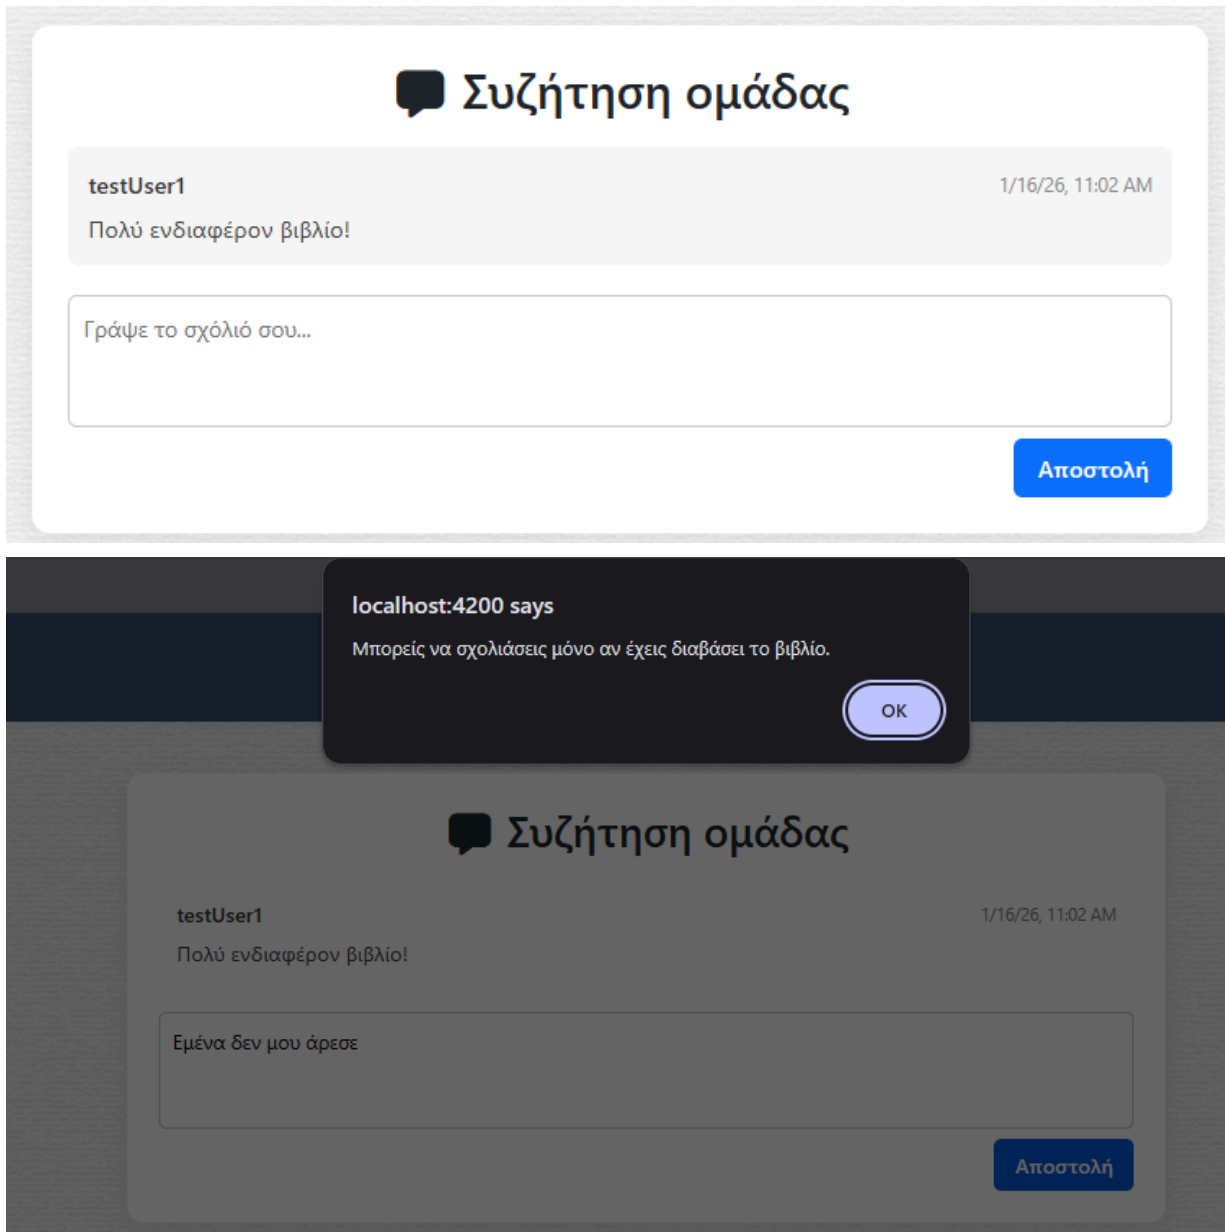 Συζήτηση ομάδας
testUser1 1/16/26, 11:02 AM
Πολύ ενδιαφέρον βιβλίο!
Γράψε το σχόλιό σου...
Αποστολή
localhost:4200 says
Μπορείς να σχολιάσεις μόνο αν έχεις διαβάσει το βιβλίο.
OK
Συζήτηση ομάδας
testUser1 1/16/26, 11:02 AM
Πολύ ενδιαφέρον βιβλίο!
Εμένα δεν μου άρεσε
Αποστολή